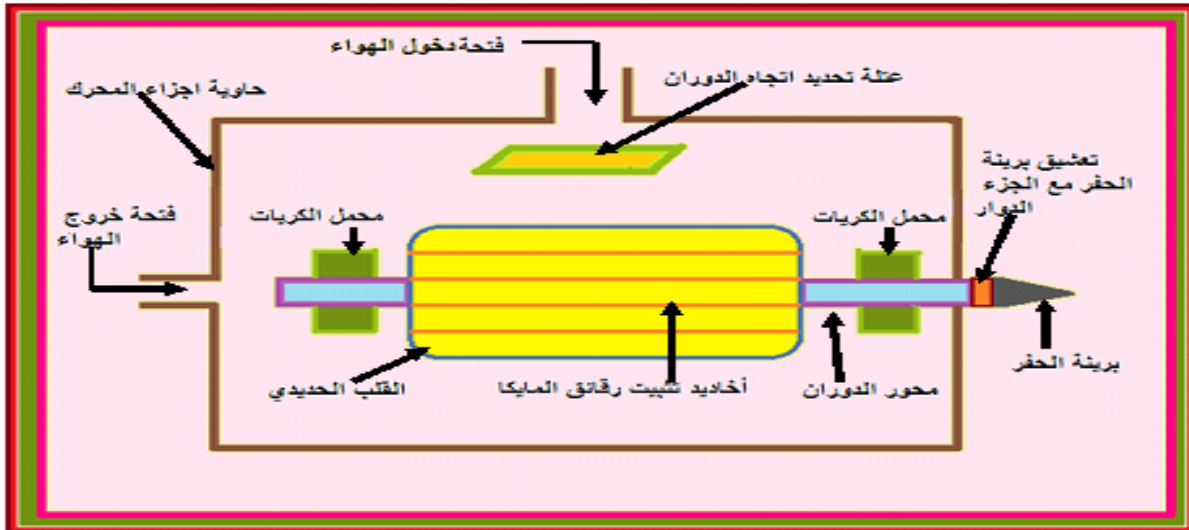 فتحة دخول الهواء
عتلة تحديد اتجاه الدوران
حاوية اجزاء المحرك
تعشيق برينة
الحفر مع الجزء
الدوار
فتحة خروج
الهواء
محمل الكريات
محمل الكريات
القلب الحديدي
أخاديد تثبيت رقائق المايكا
محور الدوران
برينة الحفر